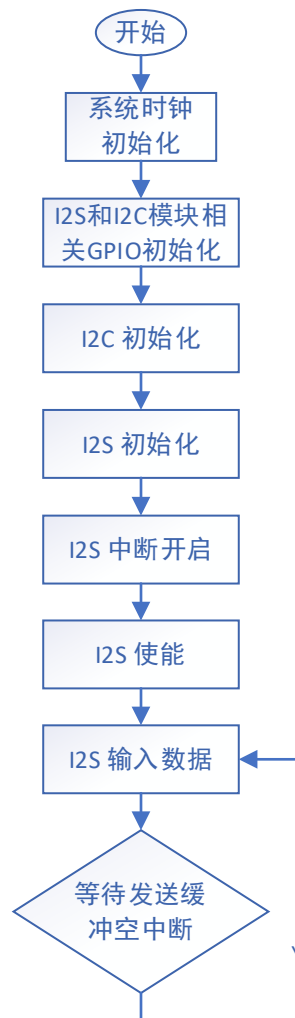 开始
系统时钟
初始化
I2S和I2C模块相
关GPIO初始化
I2C 初始化
I2S 初始化
I2S 中断开启
I2S 使能
I2S 输入数据
等待发送缓
冲空中断